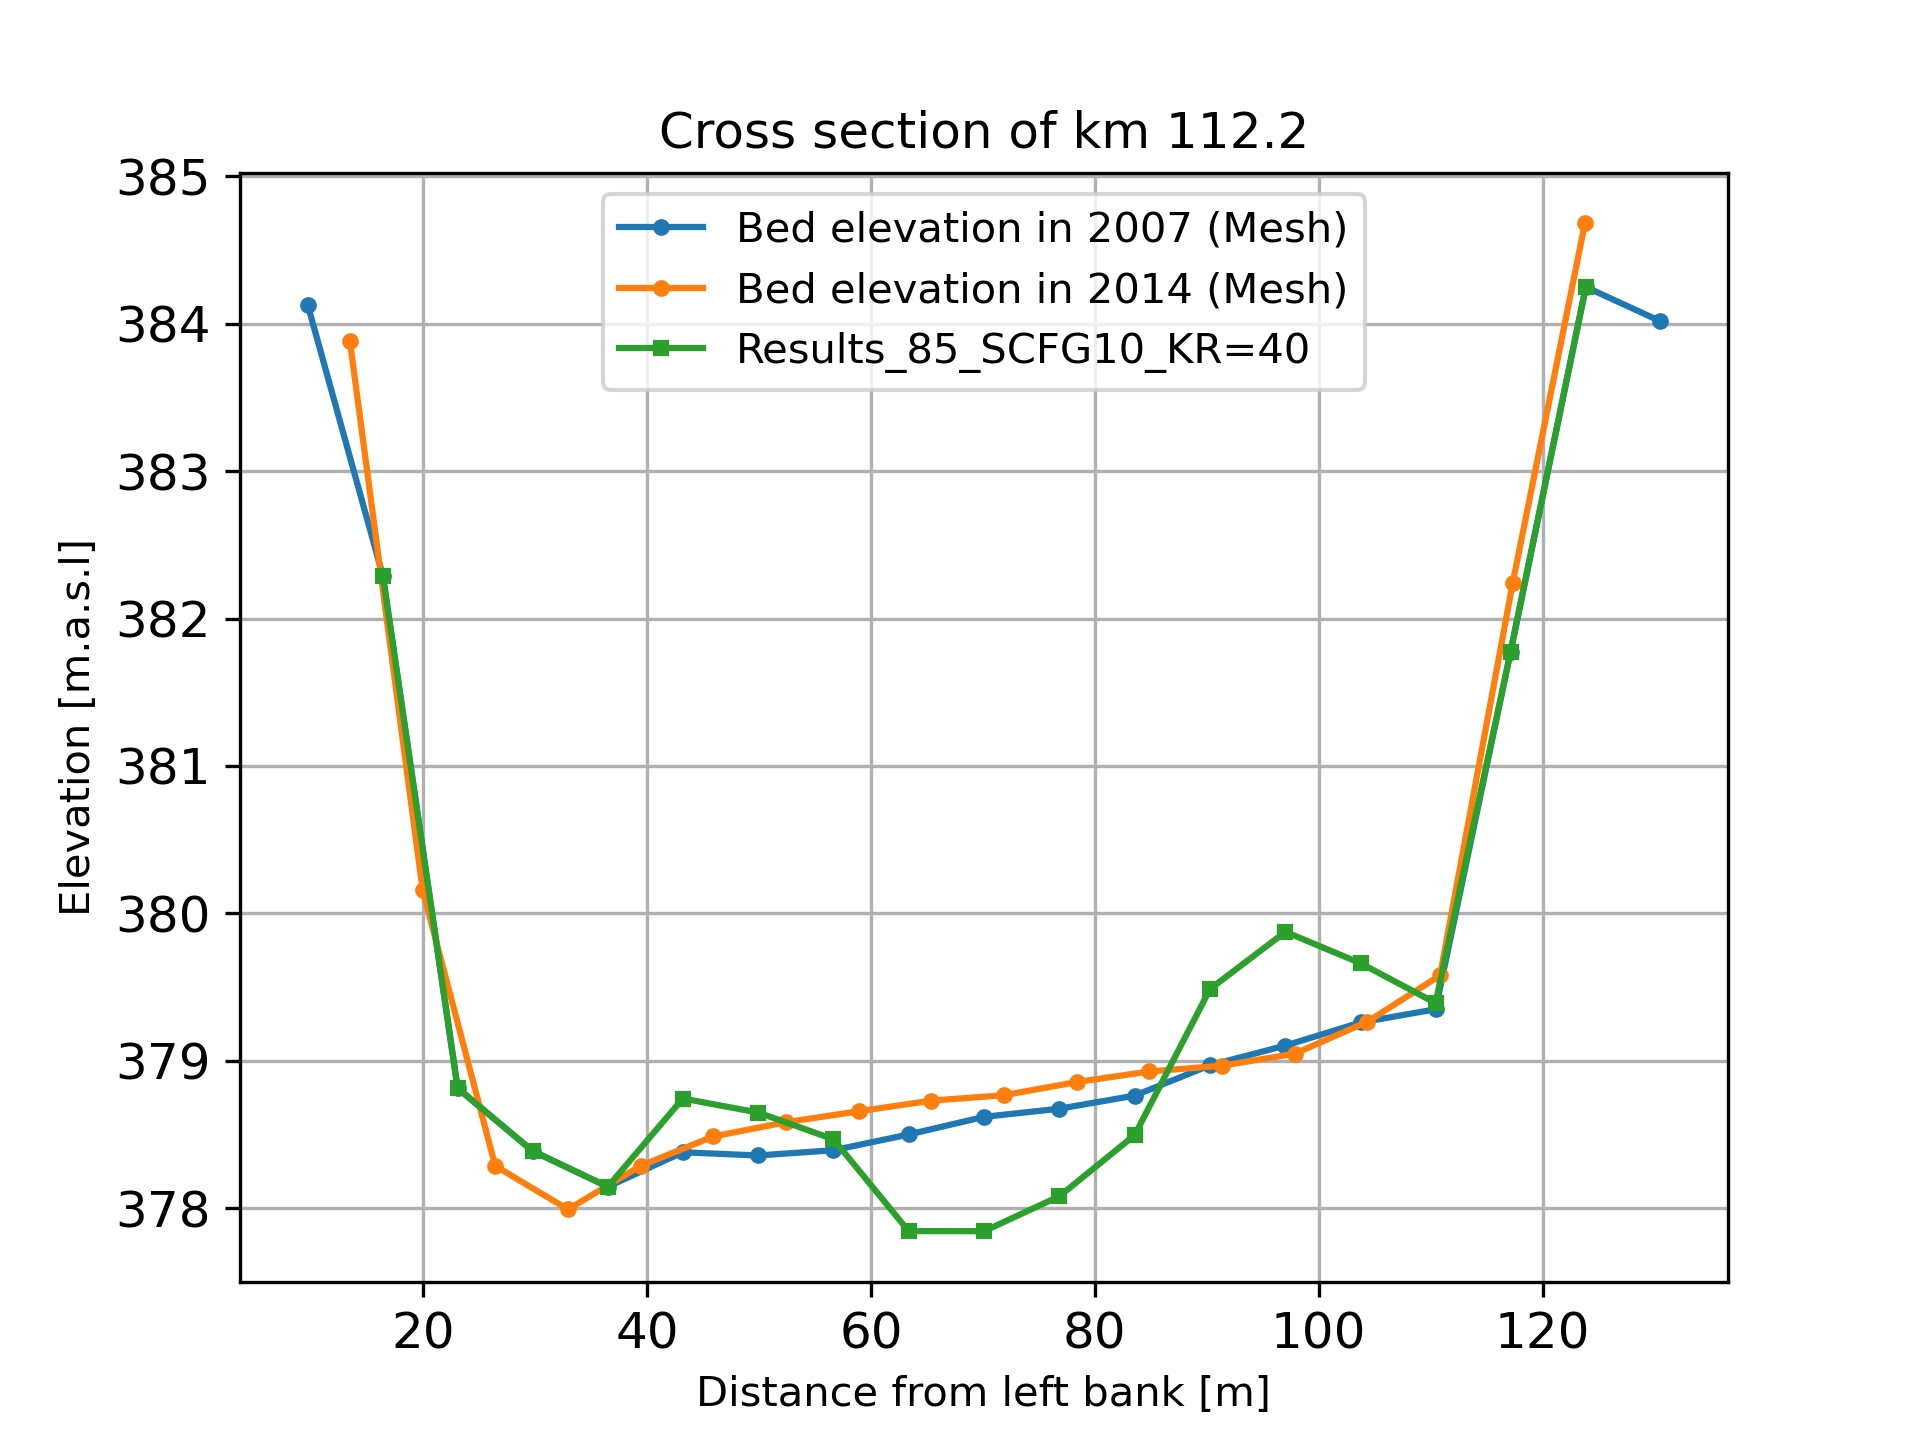 Cross section of km 112.2
385
384
383
382
381
380
379
378
Elevation [m.a.s.l]
Bed elevation in 2007 (Mesh)
Bed elevation in 2014 (Mesh)
Results_85_SCFG10_KR=40
20 40 60 80 100 120
Distance from left bank [m]